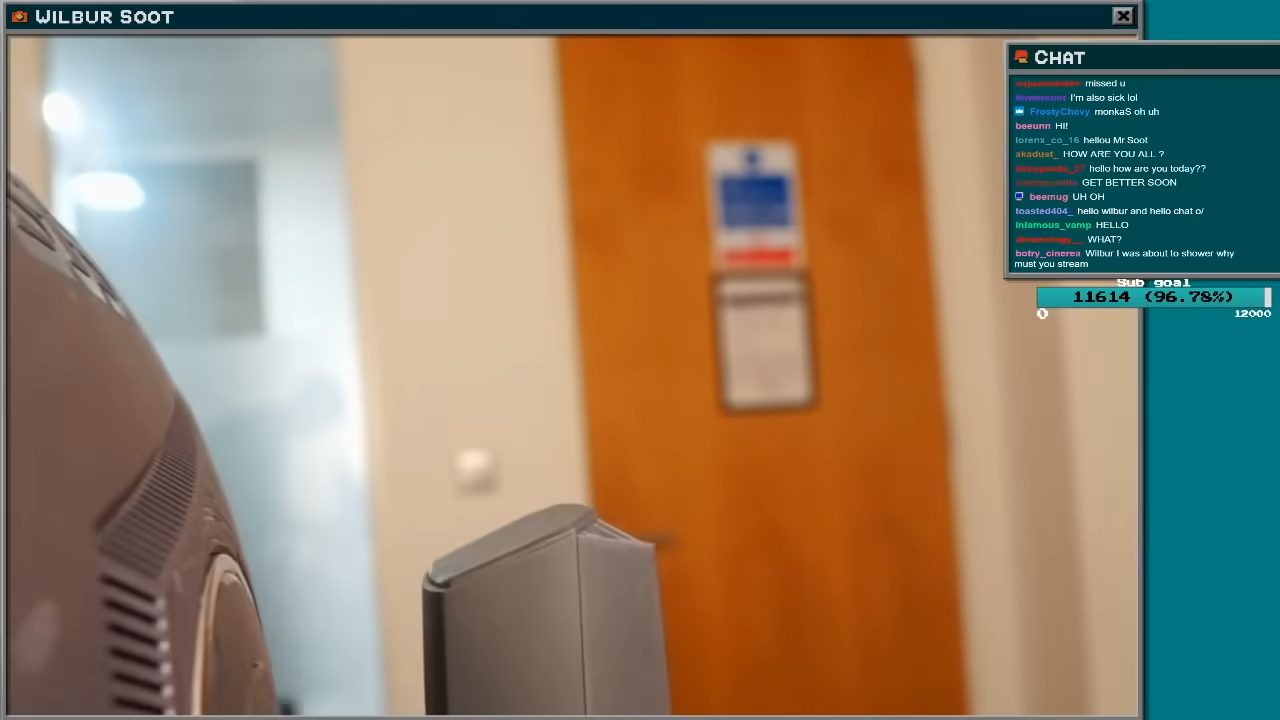 WILBUR SOOT
CHAT
missed u
I'm also sick lol
FrostyChevy monkaS oh uh
beeunn HI!
lorenx_co_16 hellou Mr.Soot
akadust_ HOW ARE YOU ALL ?
hello how are you today??
GET BETTER SOON
beemug UH OH
toasted404_ hello wilbur and hello chat o/
infamous_vamp HELLO
WHAT?
botry_cinerea Wilbur I was about to shower why
must you stream
Sub goal
11614 (96.78%)
0 12000